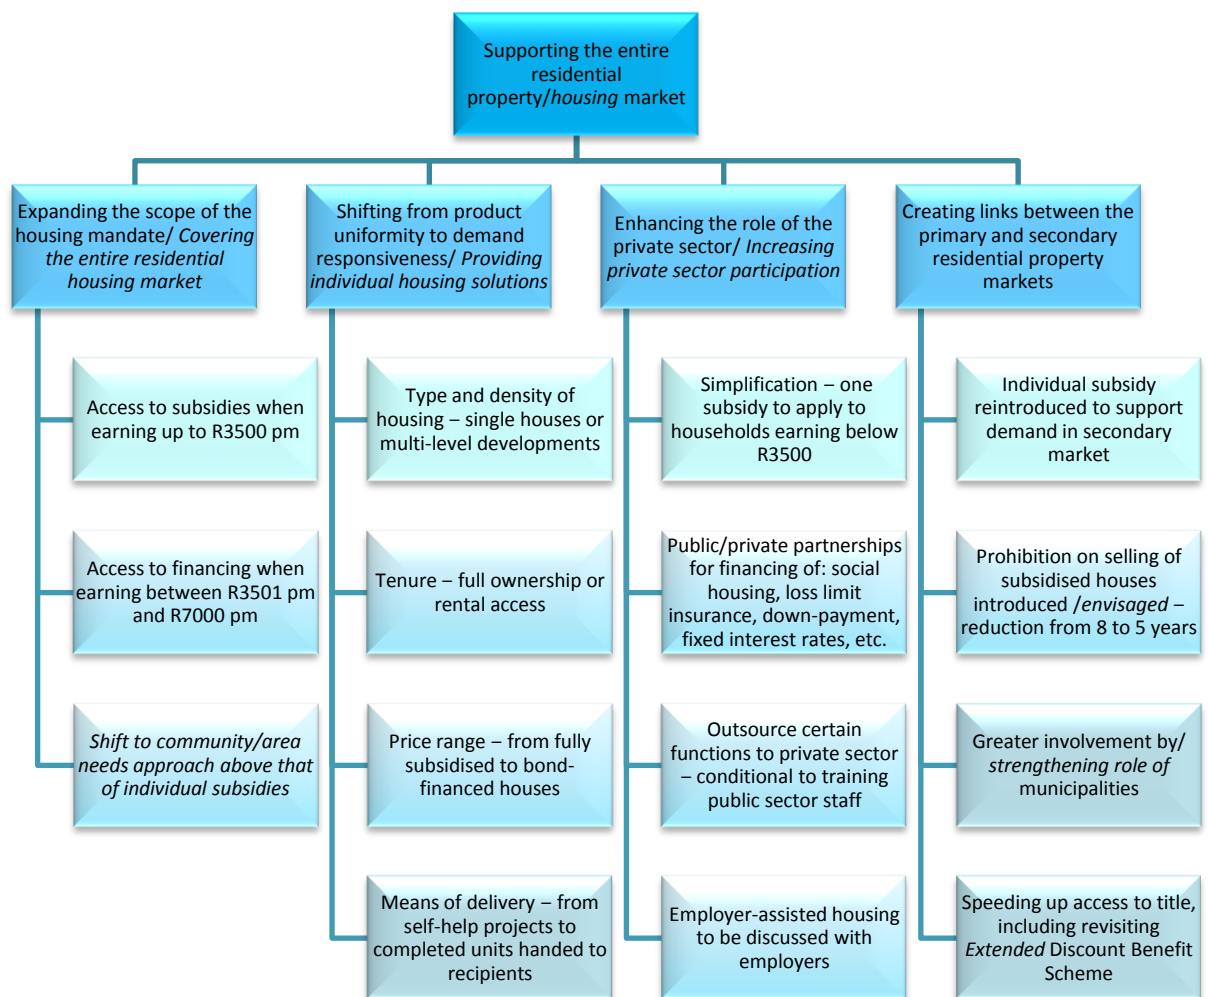 Supporting the entire
residential
property/housing market
Expanding the scope of the
housing mandate/ Covering
the entire residential
housing market
Shifting from product
uniformity to demand
responsiveness/ Providing
individual housing solutions
Enhancing the role of the
private sector/ Increasing
private sector participation
Creating links between the
primary and secondary
residential property
markets
Access to subsidies when
earning up to R3500 pm
Access to financing when
earning between R3501 pm
and R7000 pm
Shift to community/area
needs approach above that
of individual subsidies
Type and density of
housing – single houses or
multi-level developments
Tenure – full ownership or
rental access
Price range – from fully
subsidised to bond-
financed houses
Means of delivery – from
self-help projects to
completed units handed to
recipients
Simplification – one
subsidy to apply to
households earning below
R3500
Public/private partnerships
for financing of: social
housing, loss limit
insurance, down-payment,
fixed interest rates, etc.
Outsource certain
functions to private sector
– conditional to training
public sector staff
Employer-assisted housing
to be discussed with
employers
Individual subsidy
reintroduced to support
demand in secondary
market
Prohibition on selling of
subsidised houses
introduced /envisaged –
reduction from 8 to 5 years
Greater involvement by/
strengthening role of
municipalities
Speeding up access to title,
including revisiting
Extended Discount Benefit
Scheme